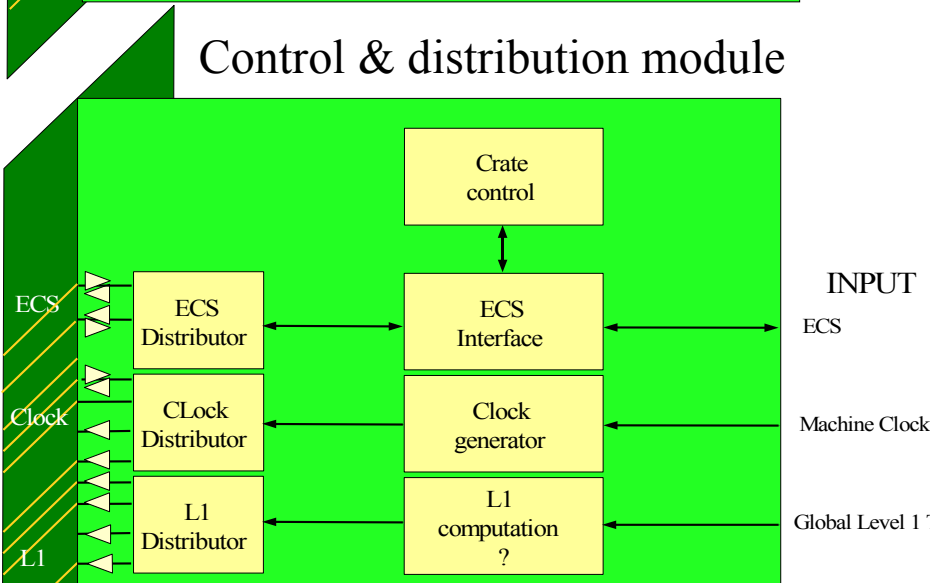 Control & distribution module
Crate
control
INPUT
ECS
ECS
Distributor
ECS
Interface
ECS
Clock
CLock
Distributor
Clock
generator
Machine Clock
L1
Distributor
L1
computation
?
Global Level 1
L1